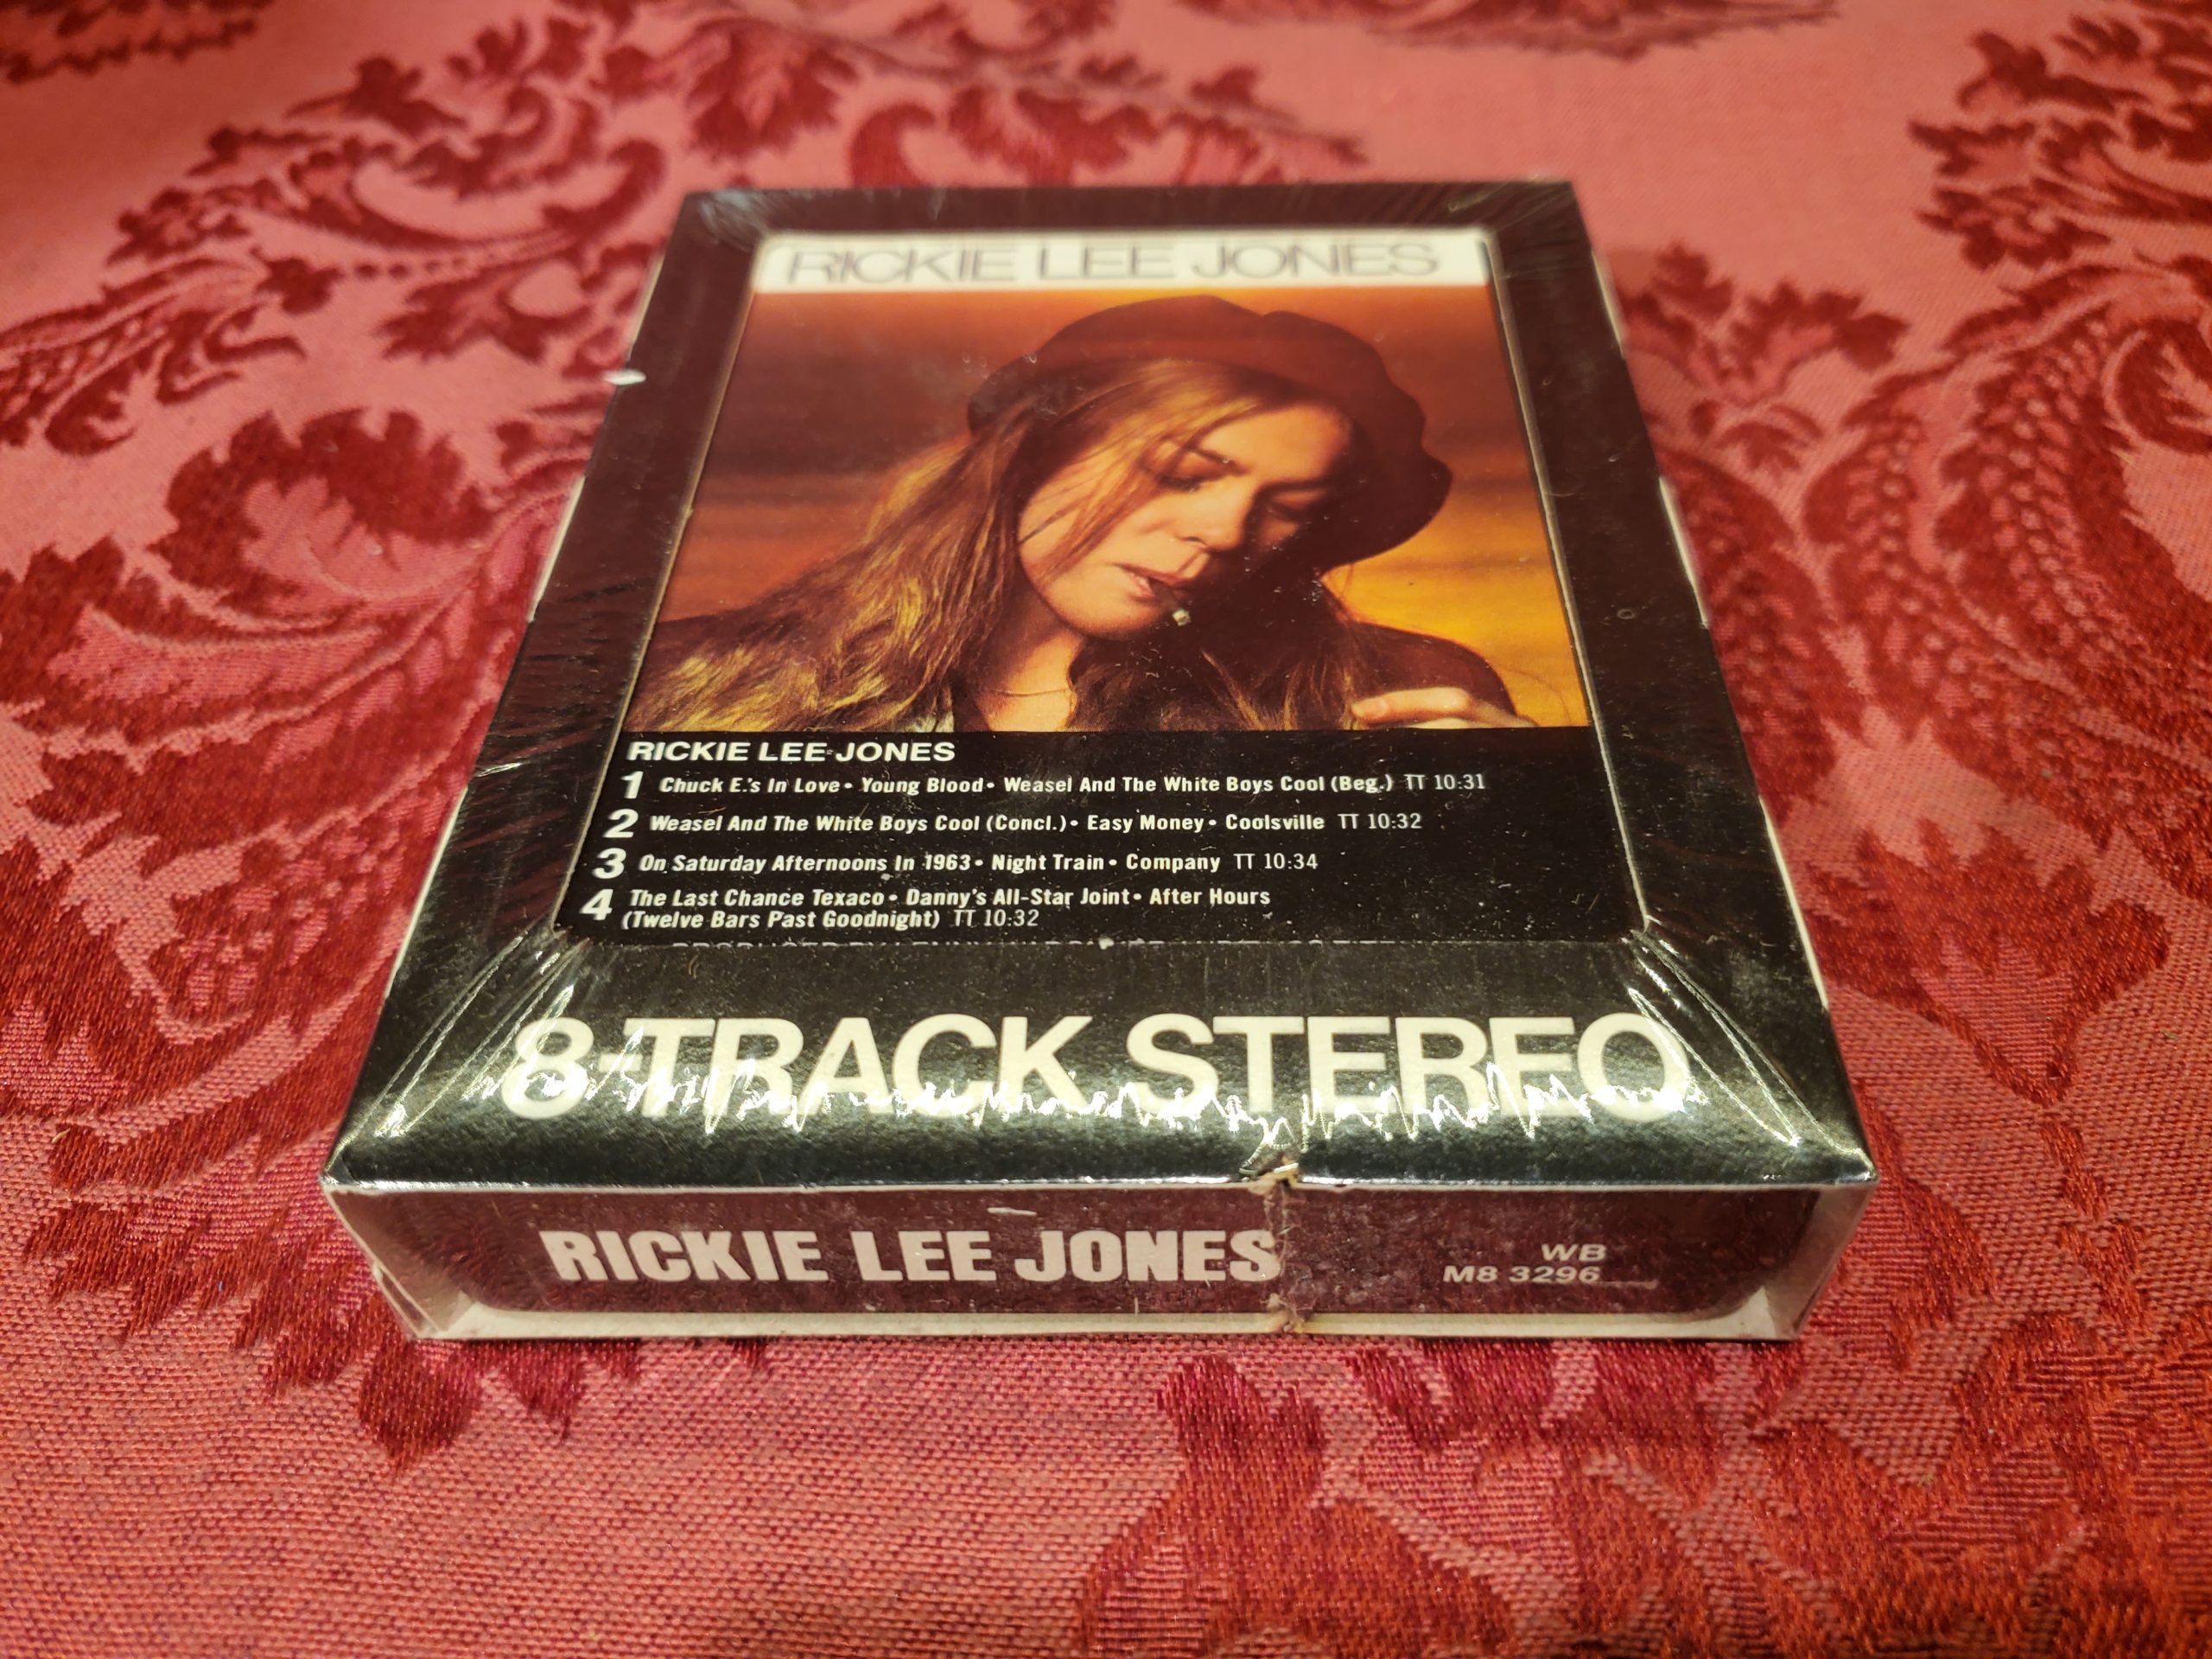 RICKIE LEE JONES
RICKIE LEE JONES
1 Chuck E.'s In Love • Young Blood • Weasel And The White Boys Cool (Beg.) TT 10:31
2 Weasel And The White Boys Cool (Concl.) • Easy Money • Coolsville TT 10:32
3 On Saturday Afternoons In 1963 • Night Train • Company TT 10:34
4 The Last Chance Texaco • Danny's All-Star Joint • After Hours
(Twelve Bars Past Goodnight) TT 10:32
8-TRACK STEREO
RICKIE LEE JONES
WB
M8 3296